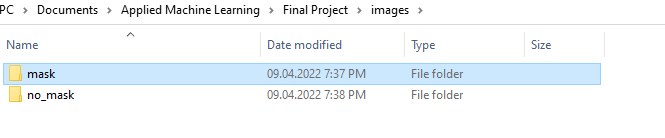 PC > Documents > Applied Machine Learning > Final Project > images >
Name Date modified Type Size
mask 09.04.2022 7:37 PM File folder
no_mask 09.04.2022 7:38 PM File folder